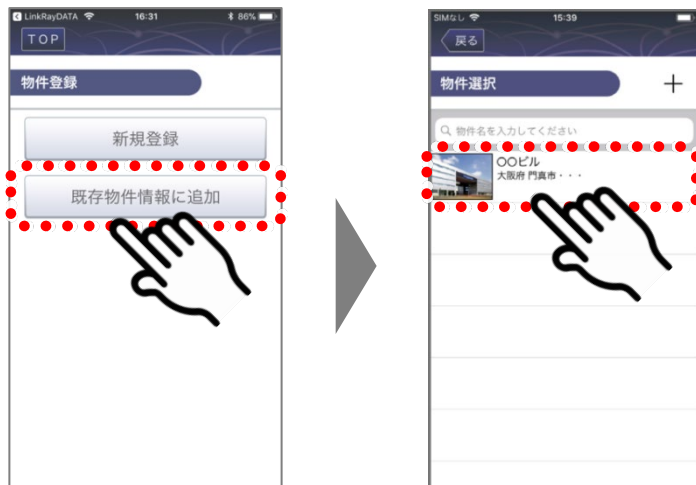 LinkRayDATA 16:31 86%
TOP
物件登録
新規登録
既存物件情報に追加
SIMなし 15:39
戻る
物件選択 +
物件名を入力してください
〇〇ビル
大阪府 門真市・・・